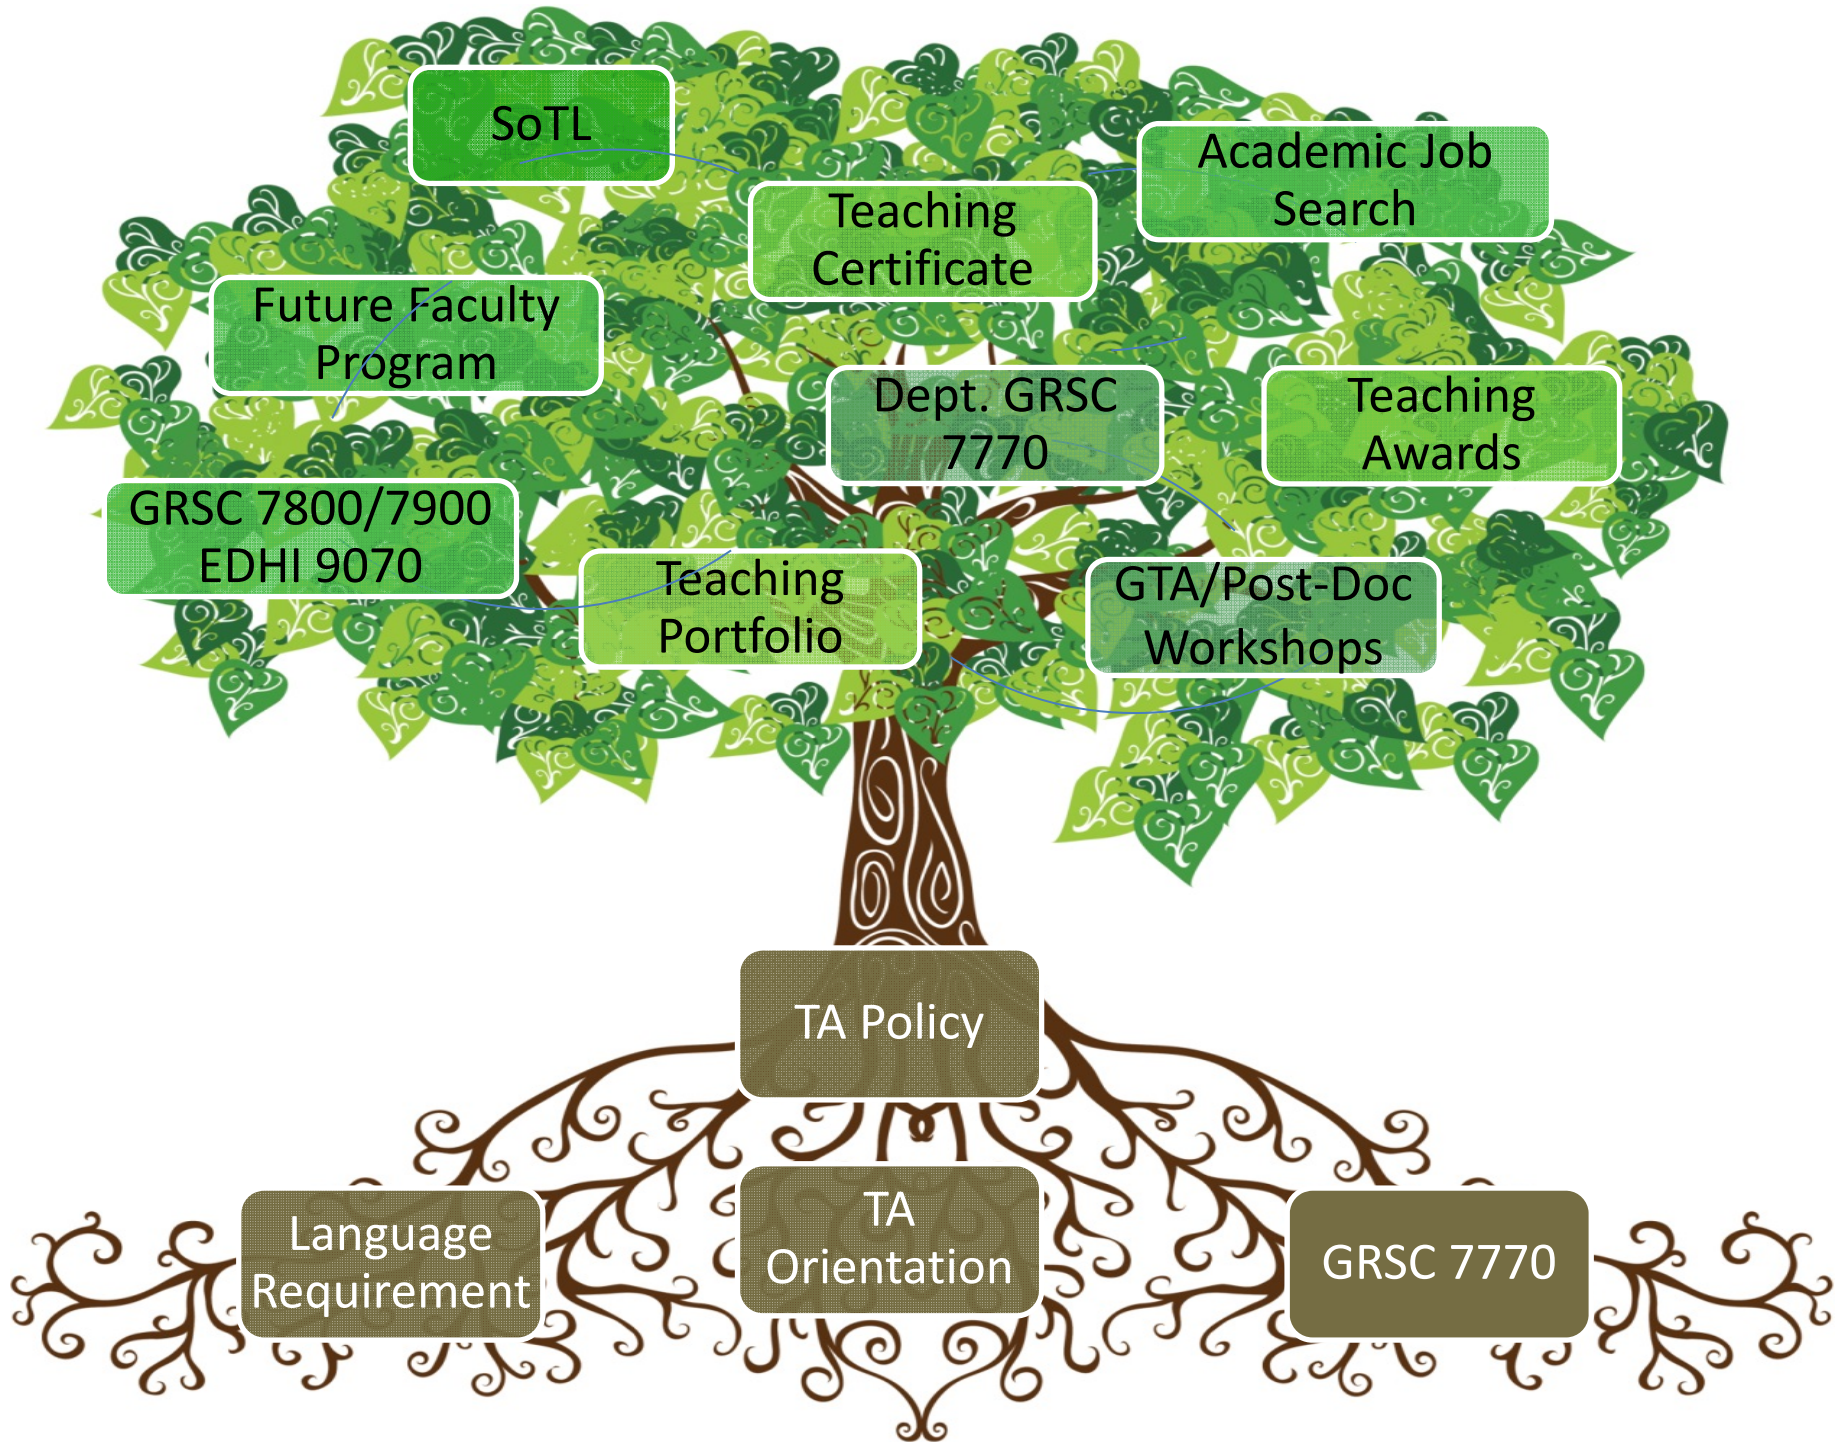 SoTL
Academic Job
Search
Teaching
Certificate
Future Faculty
Program
Dept. GRSC
7770
Teaching
Awards
GRSC 7800/7900
EDHI 9070
Teaching
Portfolio
GTA/Post-Doc
Workshops
TA Policy
Language
Requirement
TA
Orientation
GRSC 7770